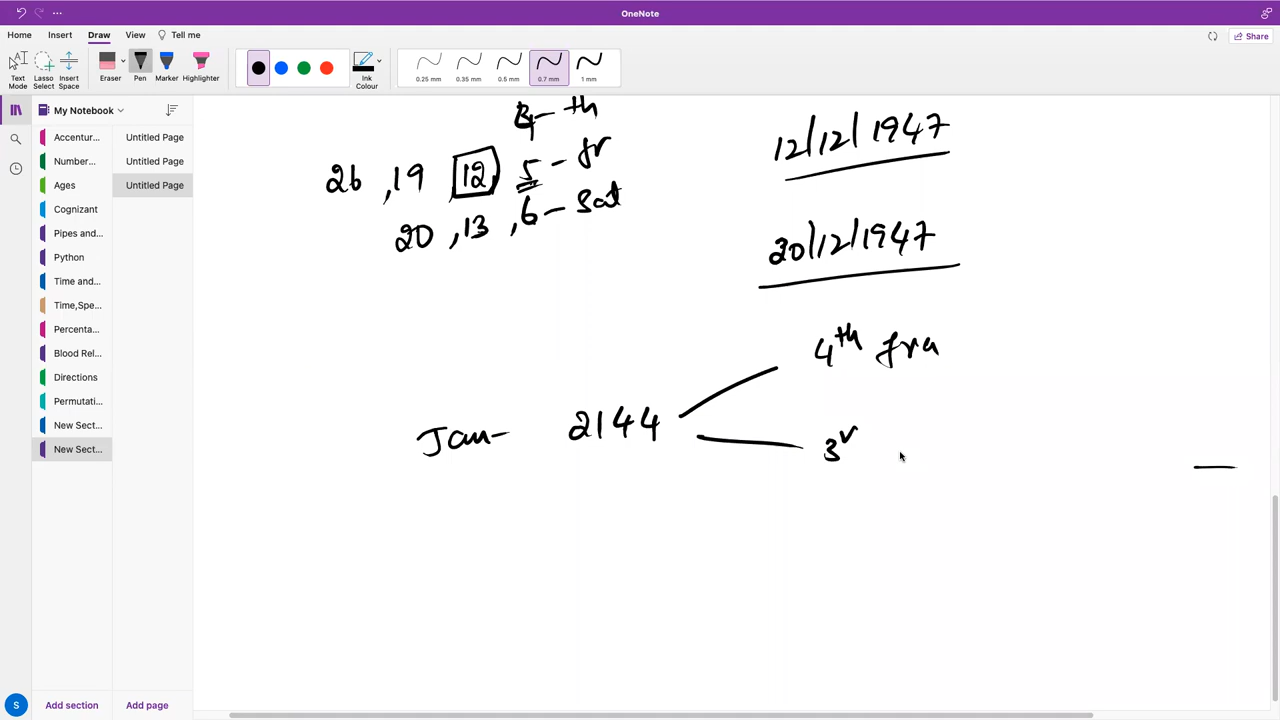 OneNote
Home Insert Draw View Tell me
Share
Text Mode
Lasso Select
Insert Space
Eraser
Pen
Marker
Highlighter
Ink Colour
0.25 mm
0.35 mm
0.5 mm
0.7 mm
1 mm
My Notebook
Accentur...
Number...
Ages
Cognizant
Pipes and...
Python
Time and...
Time,Spe...
Percenta...
Blood Rel...
Directions
Permutati...
New Sect...
New Sect...
Untitled Page
Untitled Page
Untitled Page
4 - th
26 ,19 12, 5 - fr
20 ,13 ,6 - Sat
12/12/1947
20/12/1947
4th
Jan- 2144
3
S
Add section
Add page